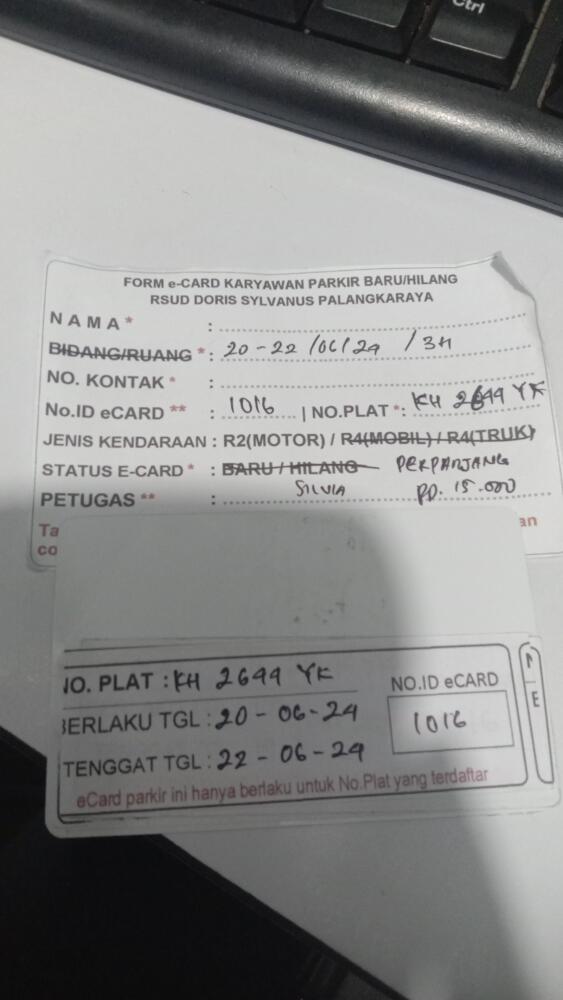 Ctrl
FORM e-CARD KARYAWAN PARKIR BARU/HILANG
RSUD DORIS SYLVANUS PALANGKARAYA
N A M A * :
BIDANG/RUANG * : 20 - 22 /06/24 / 3H
NO. KONTAK * :
No.ID eCARD ** : 1016 | NO.PLAT *: KH 2644 YK
JENIS KENDARAAN : R2(MOTOR) / R4(MOBIL) / R4(TRUK)
STATUS E-CARD * : BARU / HILANG PERPANJANG
PETUGAS ** : SILVIA RP. 15.000
Ta an
co
NO. PLAT : KH 2644 YK
NO.ID eCARD
BERLAKU TGL : 20 - 06 - 24
1016
TENGGAT TGL : 22 - 06 - 24
eCard parkir ini hanya berlaku untuk No.Plat yang terdaftar
E